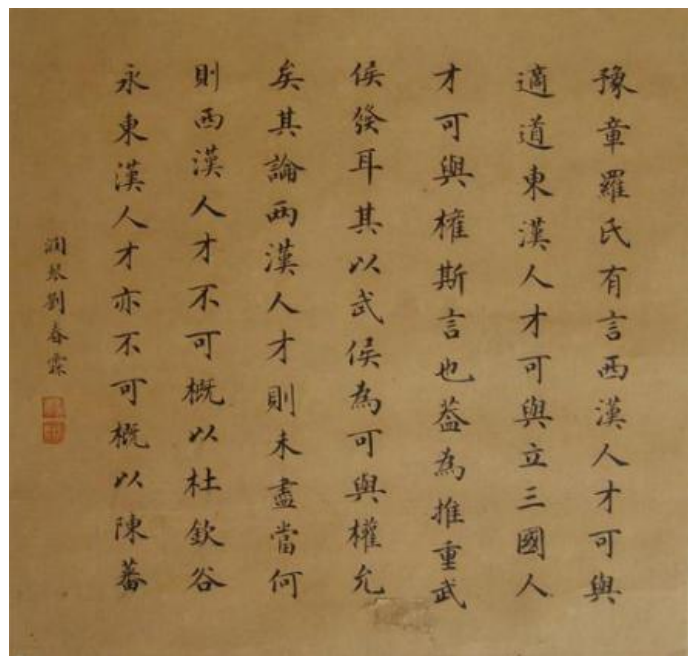 豫章羅氏有言西漢人才可與
適道東漢人才可與立三國人
才可與權斯言也葢為推重武
侯發耳其以武侯為可與權允
矣其論兩漢人才則未盡當何
則西漢人才不可概以杜欽谷
永東漢人才亦不可概以陳蕃
潤琴劉春霖